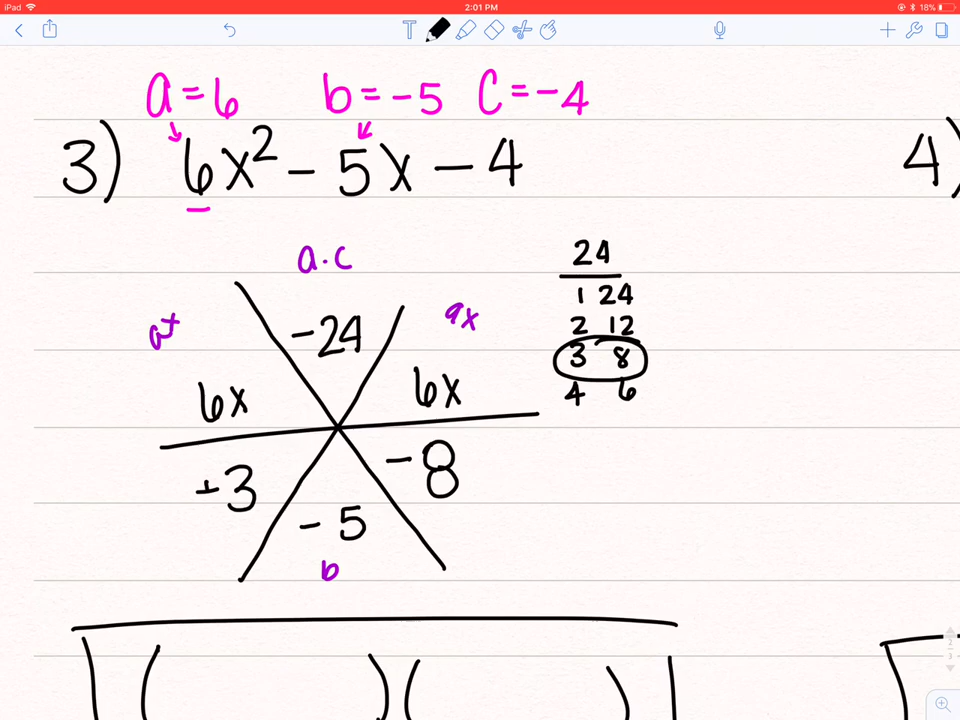 iPad 2:01 PM 18%
T
a = 6 b = -5 c = -4
3) 6x² - 5x - 4 4)
a·c
24
1 24
ax
-24
2 12
3 8
6x 6x
4 6
+3 -8
-5
b
( ) (